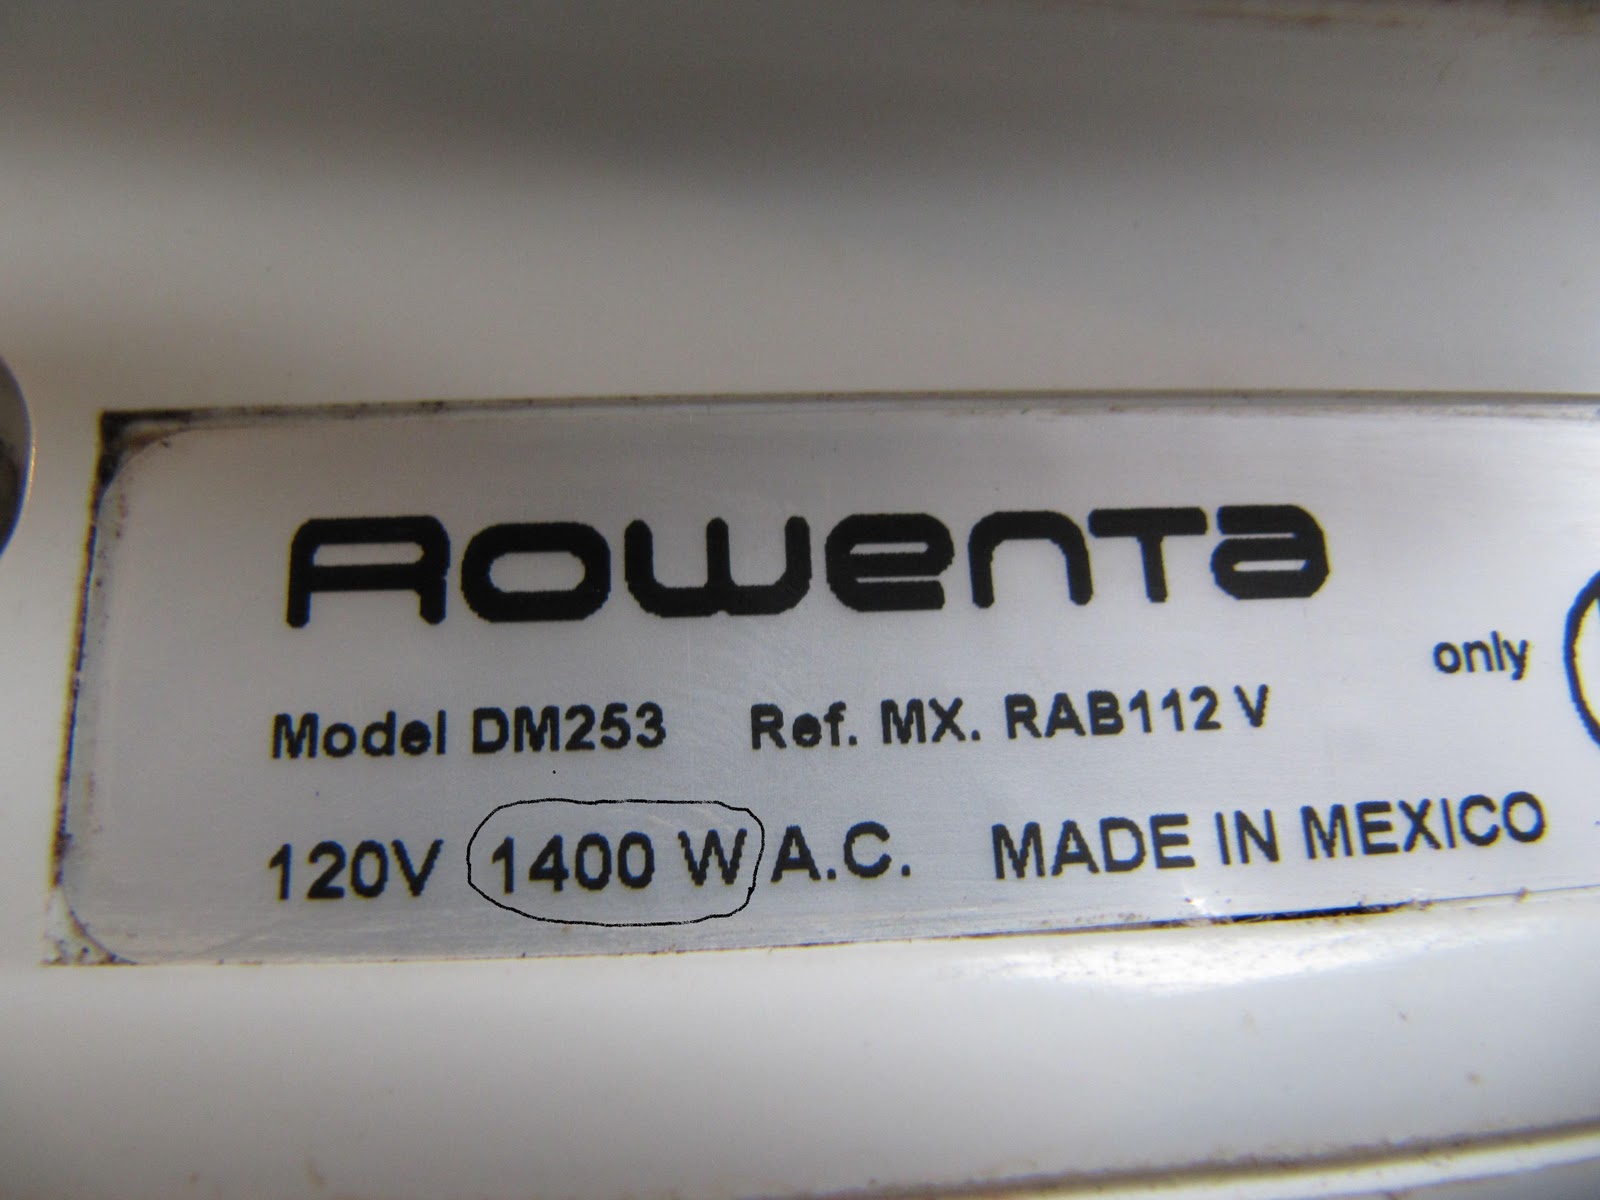 Rowenta
only
Model DM253 Ref. MX. RAB112 V
120V 1400 W A.C. MADE IN MEXICO